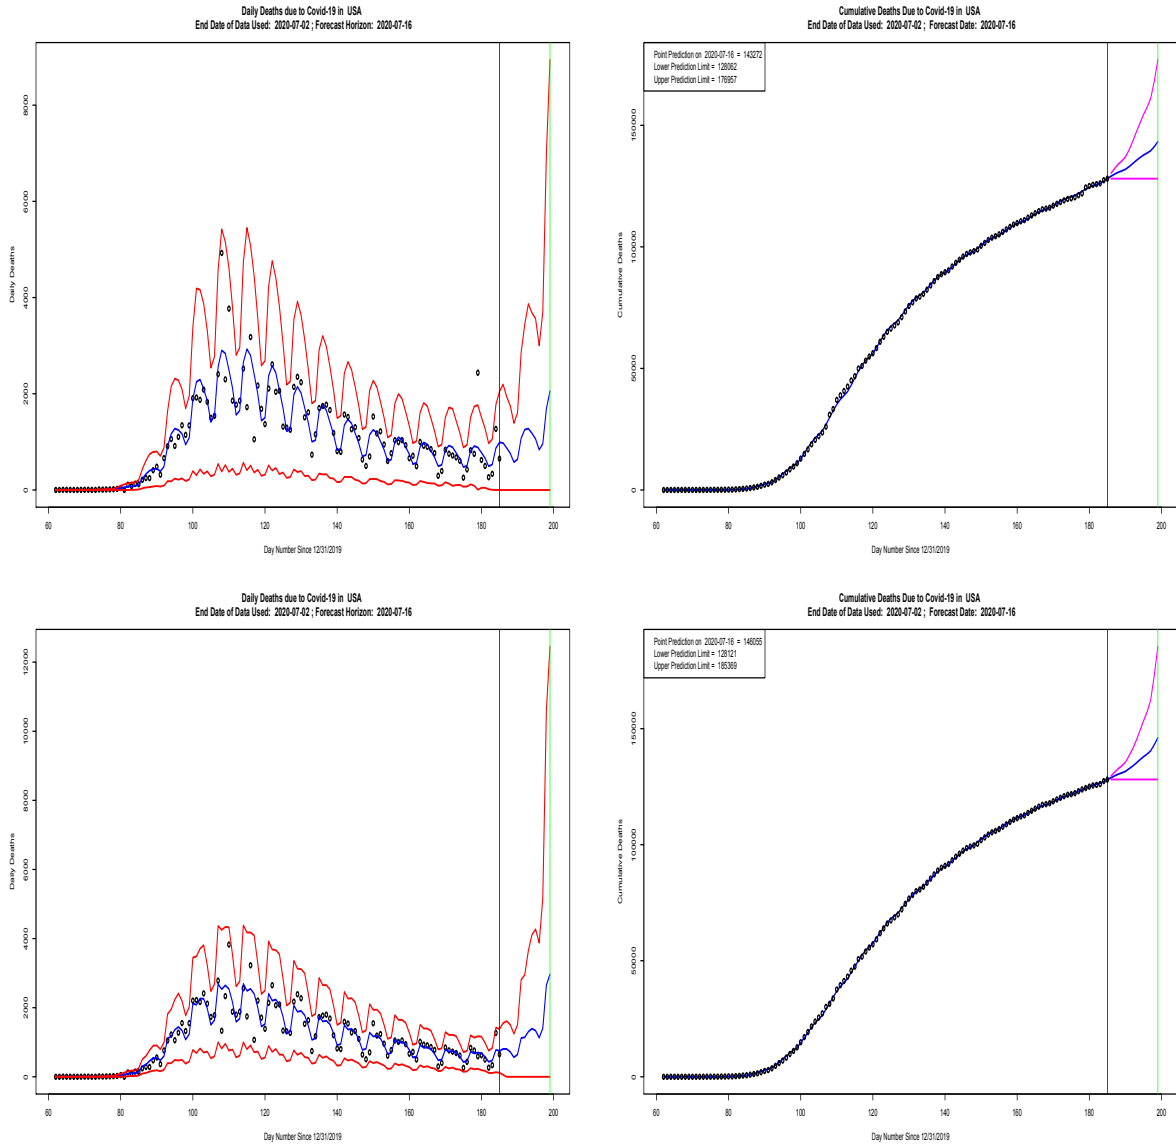 Daily Deaths due to Covid-19 in USA
End Date of Data Used: 2020-07-02 ; Forecast Horizon: 2020-07-16
Daily Deaths
8000
6000
4000
2000
0
60 80 100 120 140 160 180 200
Day Number Since 12/31/2019
Cumulative Deaths Due to Covid-19 in USA
End Date of Data Used: 2020-07-02 ; Forecast Date: 2020-07-16
Point Prediction on 2020-07-16 = 143272
Lower Prediction Limit = 128062
Upper Prediction Limit = 176957
Cumulative Deaths
150000
100000
50000
0
60 80 100 120 140 160 180 200
Day Number Since 12/31/2019
Daily Deaths due to Covid-19 in USA
End Date of Data Used: 2020-07-02 ; Forecast Horizon: 2020-07-16
Daily Deaths
12000
10000
8000
6000
4000
2000
0
60 80 100 120 140 160 180 200
Day Number Since 12/31/2019
Cumulative Deaths Due to Covid-19 in USA
End Date of Data Used: 2020-07-02 ; Forecast Date: 2020-07-16
Point Prediction on 2020-07-16 = 146055
Lower Prediction Limit = 128121
Upper Prediction Limit = 185369
Cumulative Deaths
150000
100000
50000
0
60 80 100 120 140 160 180 200
Day Number Since 12/31/2019